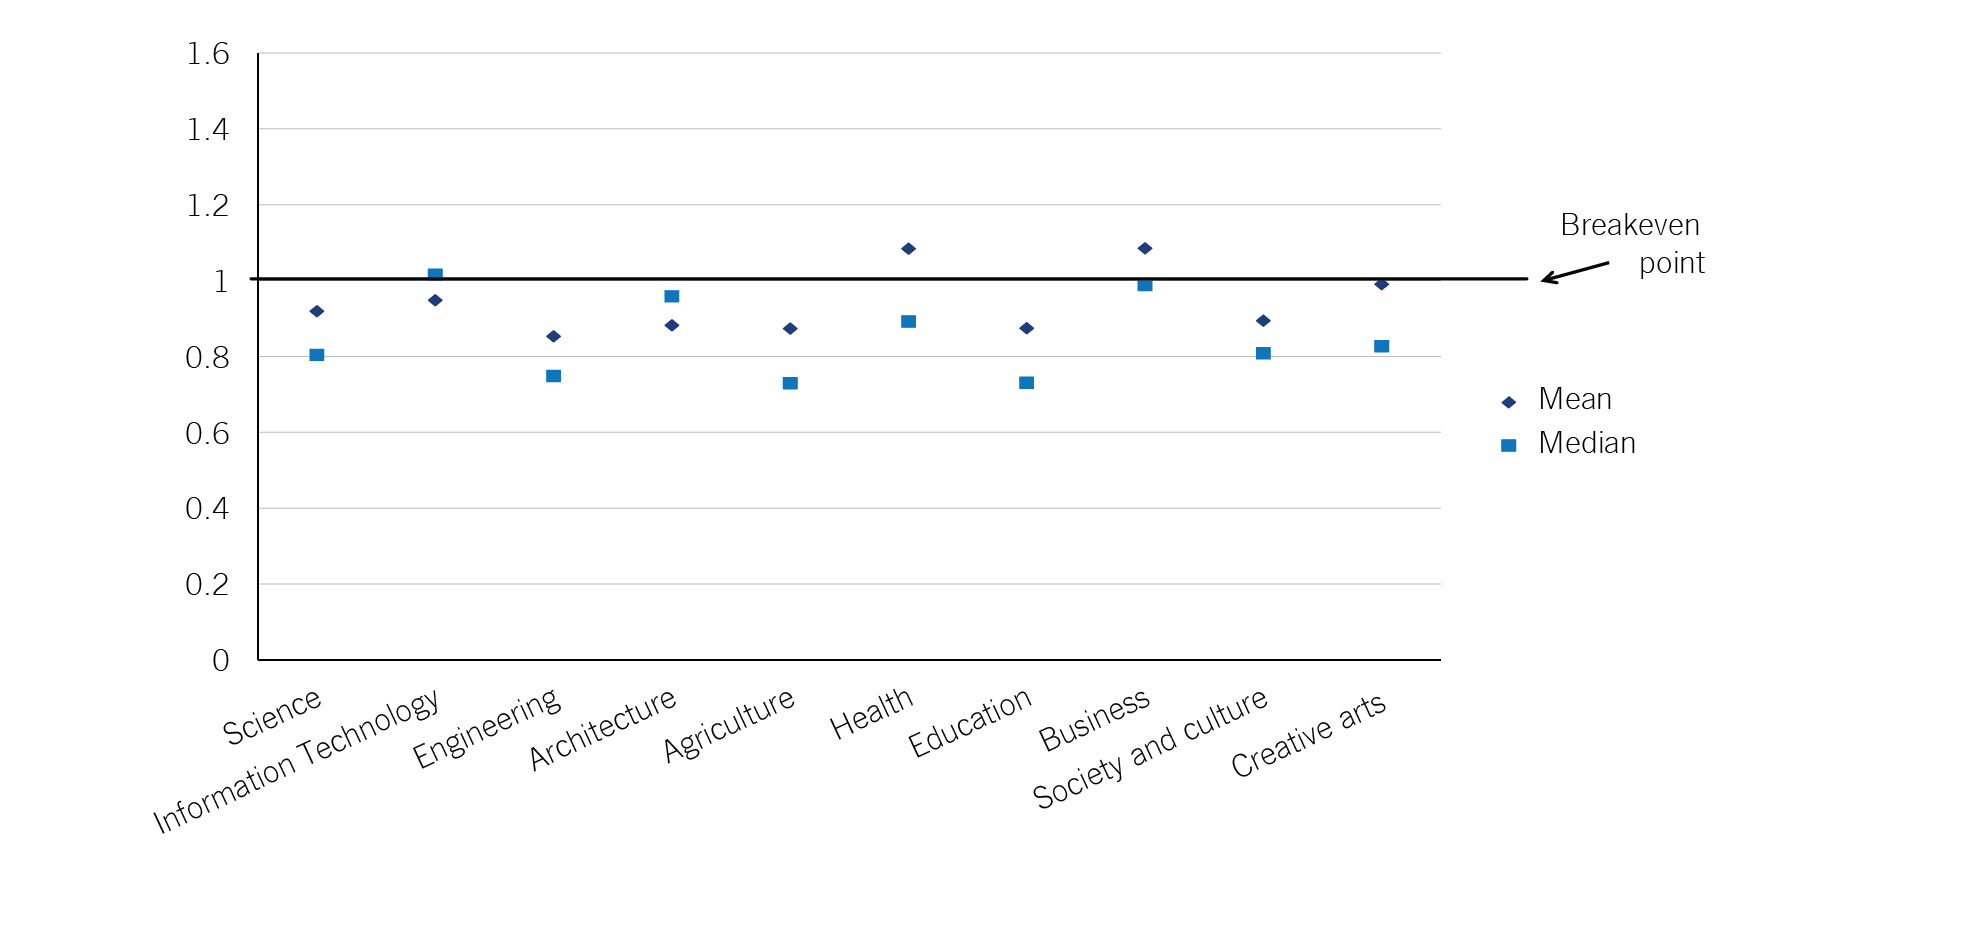 1.6
1.4
1.2
1
0.8
0.6
0.4
0.2
0
Breakeven
point
Mean
Median
Science
Information Technology
Engineering
Architecture
Agriculture
Health
Education
Business
Society and culture
Creative arts